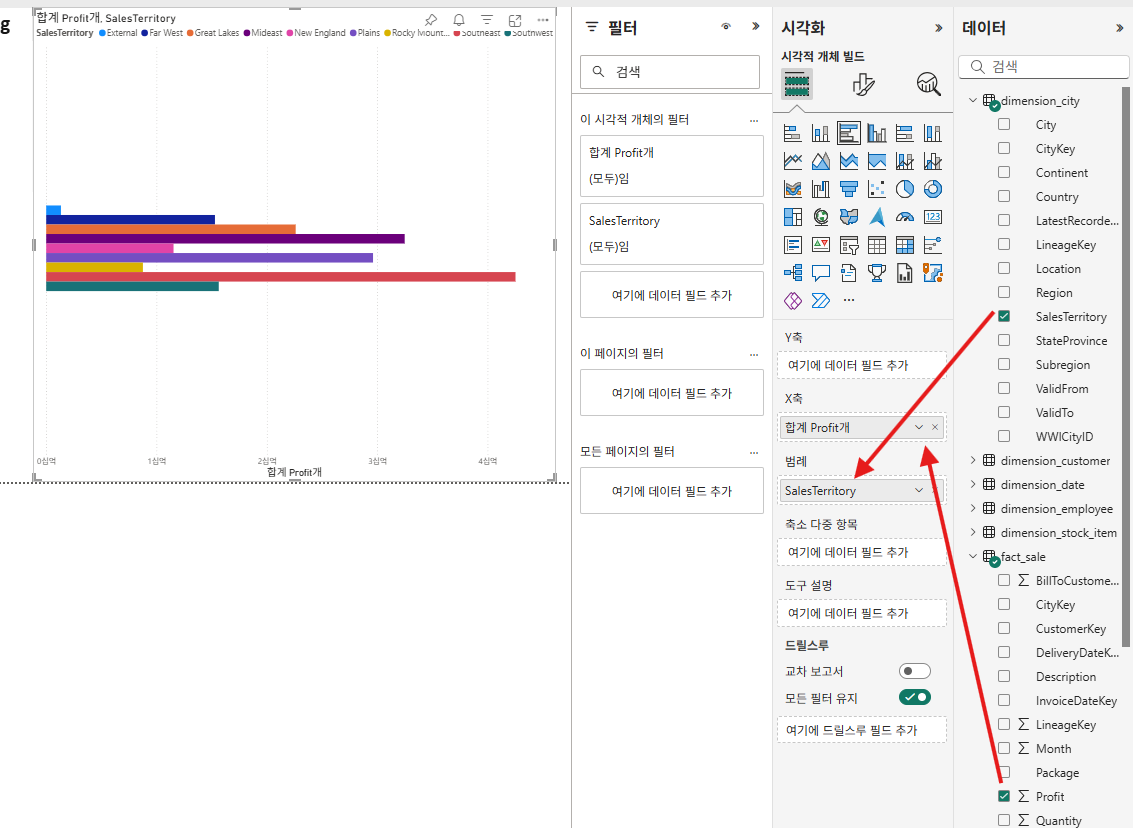 g
합계 Profit개, SalesTerritory
SalesTerritory External Far West Great Lakes Mideast New England Plains Rocky Mount... Southeast Southwest
0십억 1십억 2십억 3십억 4십억
합계 Profit개
필터
검색
이 시각적 개체의 필터 ...
합계 Profit개
(모두)임
SalesTerritory
(모두)임
여기에 데이터 필드 추가
이 페이지의 필터 ...
여기에 데이터 필드 추가
모든 페이지의 필터 ...
여기에 데이터 필드 추가
시각화
시각적 개체 빌드
123
Y축
여기에 데이터 필드 추가
X축
합계 Profit개
범례
SalesTerritory
축소 다중 항목
여기에 데이터 필드 추가
도구 설명
여기에 데이터 필드 추가
드릴스루
교차 보고서
모든 필터 유지
여기에 드릴스루 필드 추가
데이터
검색
dimension_city
City
CityKey
Continent
Country
LatestRecorde...
LineageKey
Location
Region
SalesTerritory
StateProvince
Subregion
ValidFrom
ValidTo
WWICityID
dimension_customer
dimension_date
dimension_employee
dimension_stock_item
fact_sale
BillToCustome...
CityKey
CustomerKey
DeliveryDateK...
Description
InvoiceDateKey
LineageKey
Month
Package
Profit
Quantity